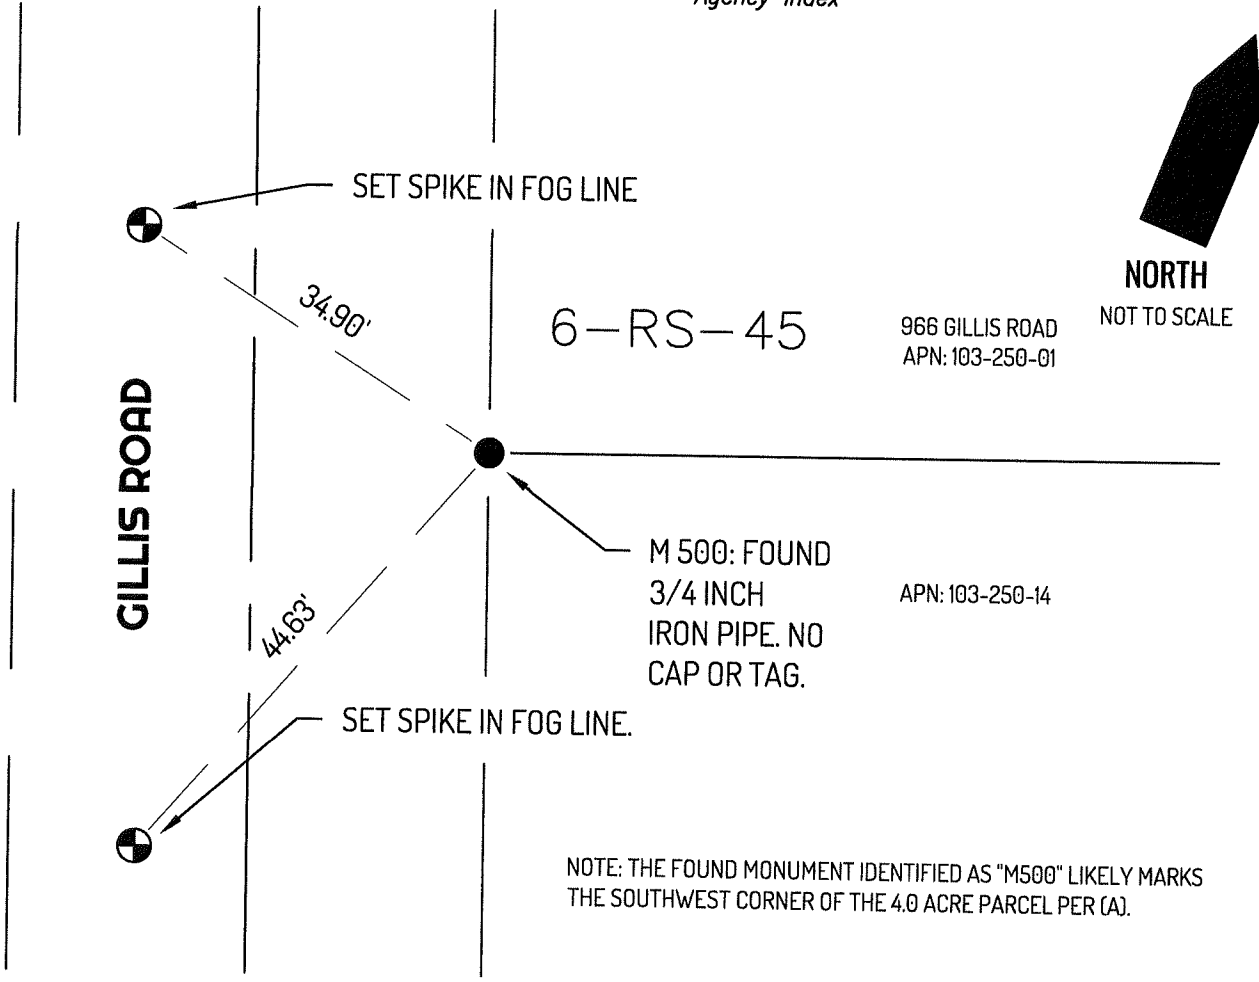 Agency Index
SET SPIKE IN FOG LINE
34.90'
6-RS-45
966 GILLIS ROAD
APN: 103-250-01
NORTH
NOT TO SCALE
GILLIS ROAD
M 500: FOUND
3/4 INCH
IRON PIPE. NO
CAP OR TAG.
APN: 103-250-14
44.63'
SET SPIKE IN FOG LINE.
NOTE: THE FOUND MONUMENT IDENTIFIED AS "M500" LIKELY MARKS
THE SOUTHWEST CORNER OF THE 4.0 ACRE PARCEL PER (A).